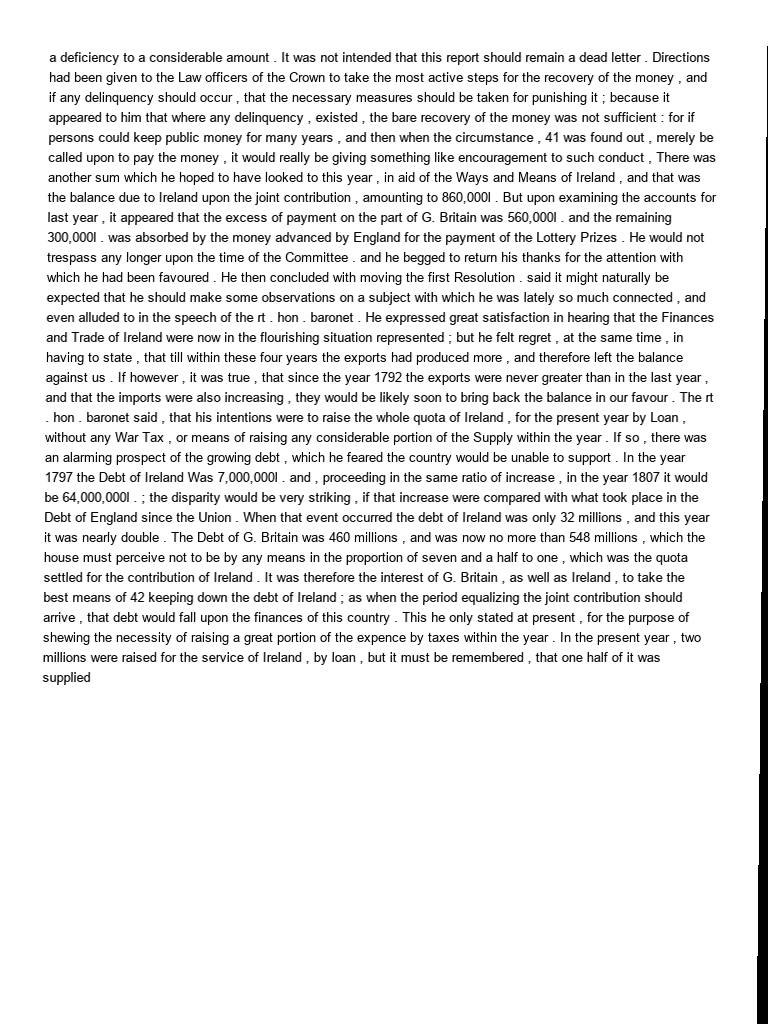 a deficiency to a considerable amount . It was not intended that this report should remain a dead letter . Directions
had been given to the Law officers of the Crown to take the most active steps for the recovery of the money , and
if any delinquency should occur , that the necessary measures should be taken for punishing it ; because it
appeared to him that where any delinquency , existed , the bare recovery of the money was not sufficient : for if
persons could keep public money for many years , and then when the circumstance , 41 was found out , merely be
called upon to pay the money , it would really be giving something like encouragement to such conduct , There was
another sum which he hoped to have looked to this year , in aid of the Ways and Means of Ireland , and that was
the balance due to Ireland upon the joint contribution , amounting to 860,000l . But upon examining the accounts for
last year , it appeared that the excess of payment on the part of G. Britain was 560,000l . and the remaining
300,000l . was absorbed by the money advanced by England for the payment of the Lottery Prizes . He would not
trespass any longer upon the time of the Committee . and he begged to return his thanks for the attention with
which he had been favoured . He then concluded with moving the first Resolution . said it might naturally be
expected that he should make some observations on a subject with which he was lately so much connected , and
even alluded to in the speech of the rt . hon . baronet . He expressed great satisfaction in hearing that the Finances
and Trade of Ireland were now in the flourishing situation represented ; but he felt regret , at the same time , in
having to state , that till within these four years the exports had produced more , and therefore left the balance
against us . If however , it was true , that since the year 1792 the exports were never greater than in the last year ,
and that the imports were also increasing , they would be likely soon to bring back the balance in our favour . The rt
. hon . baronet said , that his intentions were to raise the whole quota of Ireland , for the present year by Loan ,
without any War Tax , or means of raising any considerable portion of the Supply within the year . If so , there was
an alarming prospect of the growing debt , which he feared the country would be unable to support . In the year
1797 the Debt of Ireland Was 7,000,000l . and , proceeding in the same ratio of increase , in the year 1807 it would
be 64,000,000l . ; the disparity would be very striking , if that increase were compared with what took place in the
Debt of England since the Union . When that event occurred the debt of Ireland was only 32 millions , and this year
it was nearly double . The Debt of G. Britain was 460 millions , and was now no more than 548 millions , which the
house must perceive not to be by any means in the proportion of seven and a half to one , which was the quota
settled for the contribution of Ireland . It was therefore the interest of G. Britain , as well as Ireland , to take the
best means of 42 keeping down the debt of Ireland ; as when the period equalizing the joint contribution should
arrive , that debt would fall upon the finances of this country . This he only stated at present , for the purpose of
shewing the necessity of raising a great portion of the expence by taxes within the year . In the present year , two
millions were raised for the service of Ireland , by loan , but it must be remembered , that one half of it was
supplied